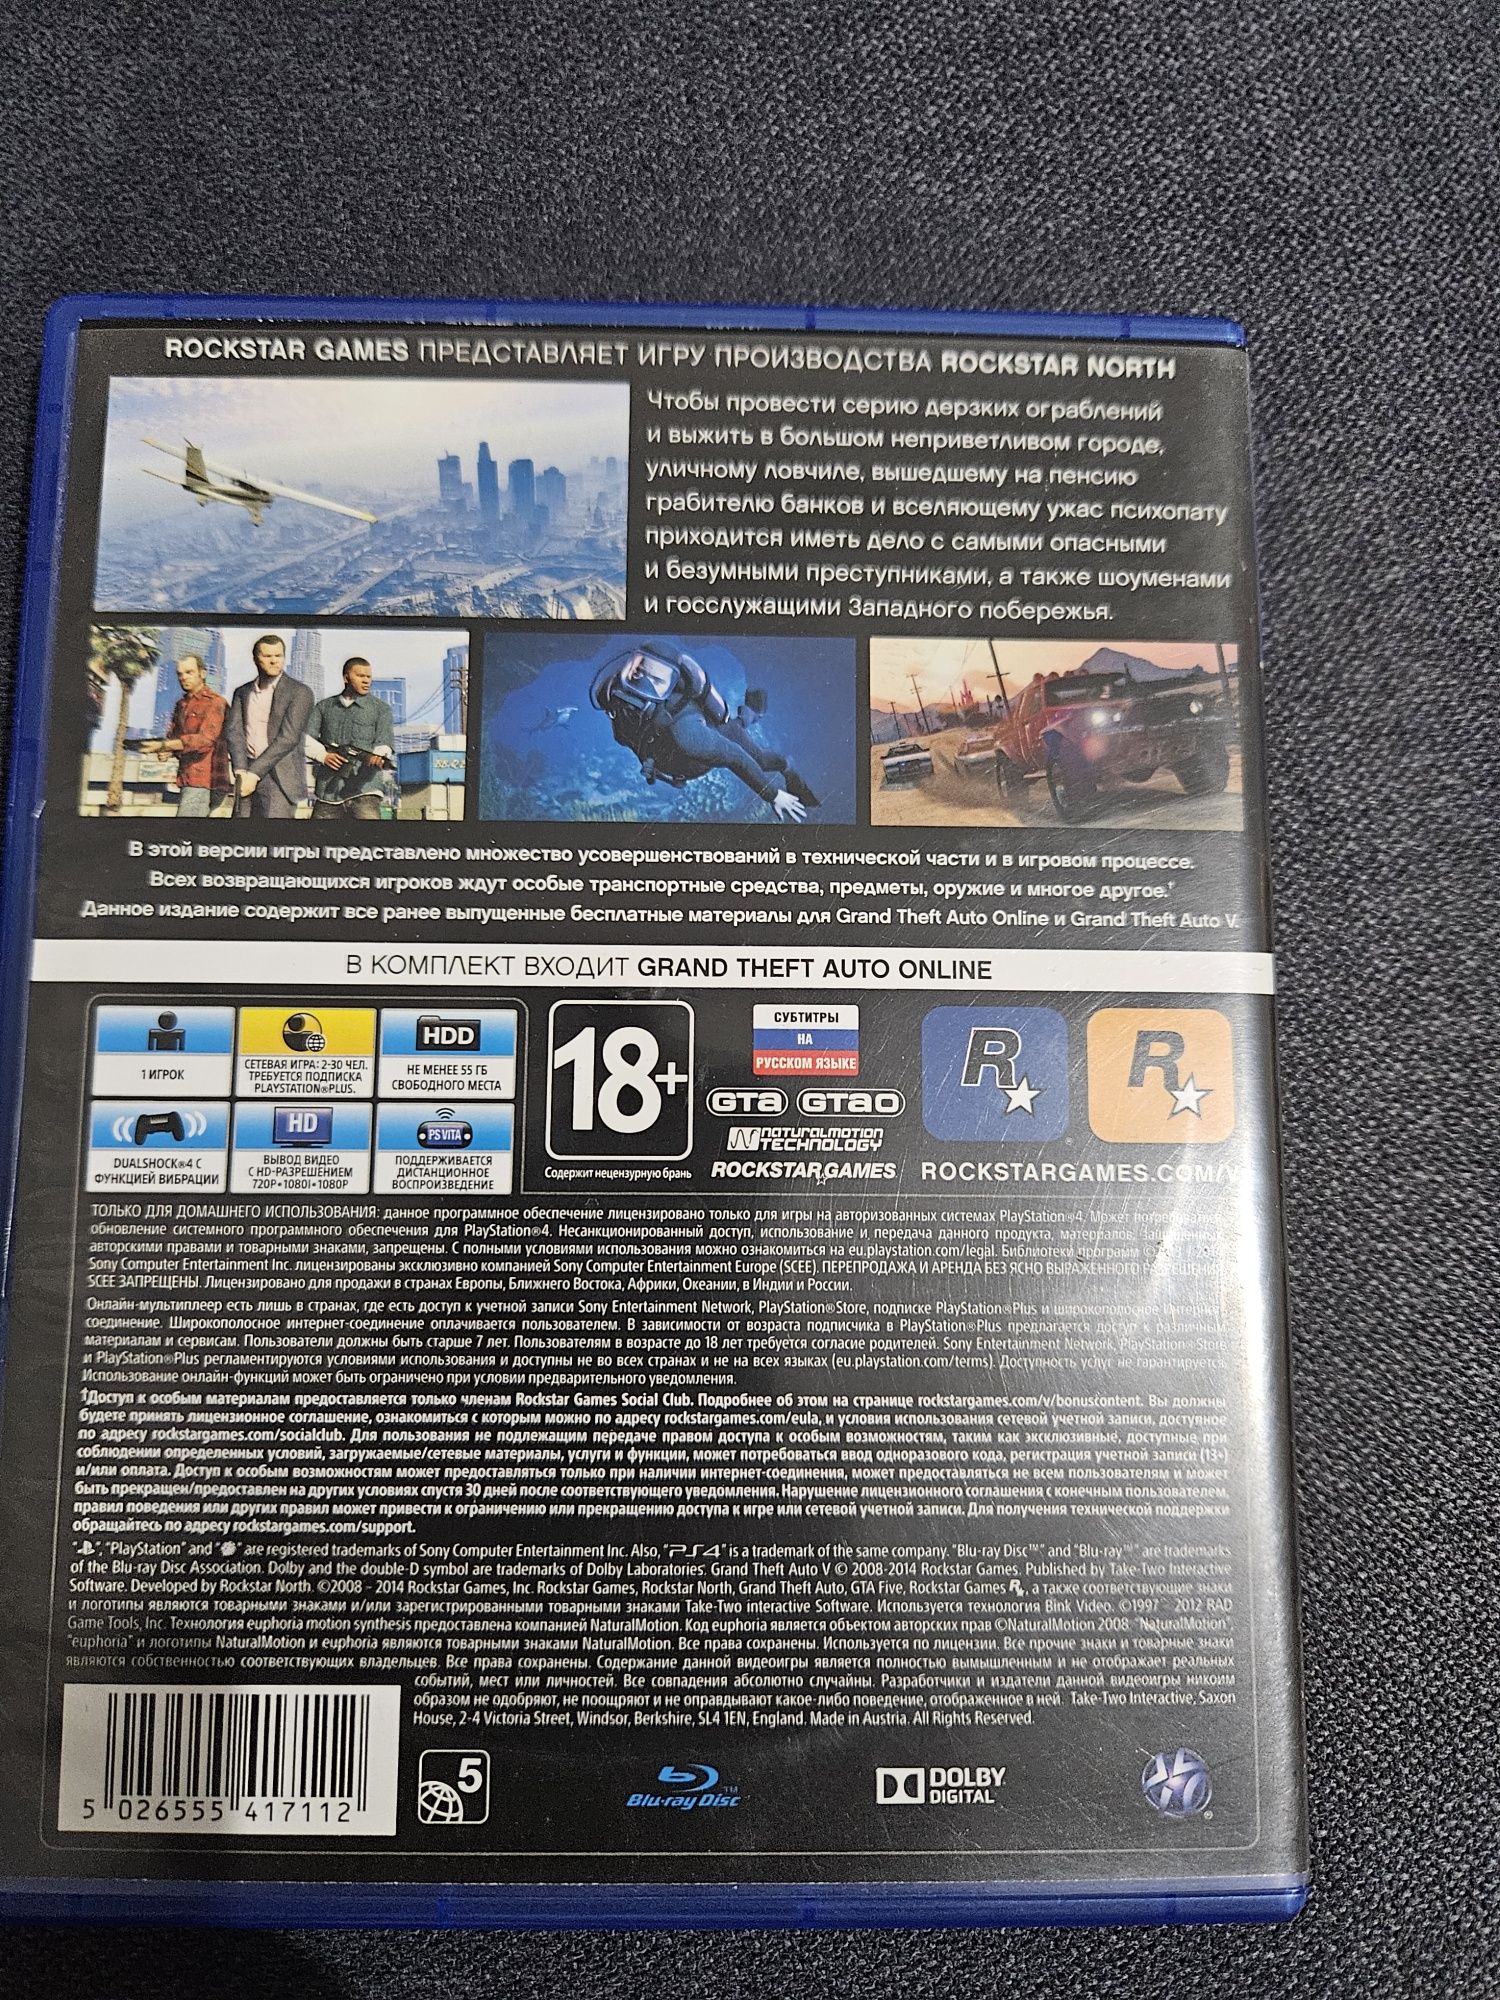 ROCKSTAR GAMES ПРЕДСТАВЛЯЕТ ИГРУ ПРОИЗВОДСТВА ROCKSTAR NORTH
Чтобы провести серию дерзких ограблений
и выжить в большом неприветливом городе,
уличному ловчиле, вышедшему на пенсию
грабителю банков и вселяющему ужас психопату
приходится иметь дело с самыми опасными
и безумными преступниками, а также шоуменами
и госслужащими Западного побережья.
В этой версии игры представлено множество усовершенствований в технической части и в игровом процессе.
Всех возвращающихся игроков ждут особые транспортные средства, предметы, оружие и многое другое.†
Данное издание содержит все ранее выпущенные бесплатные материалы для Grand Theft Auto Online и Grand Theft Auto V.
В КОМПЛЕКТ ВХОДИТ GRAND THEFT AUTO ONLINE
1 ИГРОК
СЕТЕВАЯ ИГРА: 2-30 ЧЕЛ.
ТРЕБУЕТСЯ ПОДПИСКА
PLAYSTATION®PLUS.
HDD
НЕ МЕНЕЕ 55 ГБ
СВОБОДНОГО МЕСТА
DUALSHOCK®4 С
ФУНКЦИЕЙ ВИБРАЦИИ
HD
ВЫВОД ВИДЕО
С HD-РАЗРЕШЕНИЕМ
720P•1080I•1080P
PS VITA
ПОДДЕРЖИВАЕТСЯ
ДИСТАНЦИОННОЕ
ВОСПРОИЗВЕДЕНИЕ
18+
Содержит нецензурную брань
СУБТИТРЫ
НА
РУССКОМ ЯЗЫКЕ
GTA GTAO
NATURALMOTION
TECHNOLOGY
ROCKSTAR GAMES
R
R
ROCKSTARGAMES.COM/V
ТОЛЬКО ДЛЯ ДОМАШНЕГО ИСПОЛЬЗОВАНИЯ: данное программное обеспечение лицензировано только для игры на авторизованных системах PlayStation®4. Может потребоваться
обновление системного программного обеспечения для PlayStation®4. Несанкционированный доступ, использование и передача данного продукта, материалов, защищенных
авторскими правами и товарными знаками, запрещены. С полными условиями использования можно ознакомиться на eu.playstation.com/legal. Библиотеки программ ©
Sony Computer Entertainment Inc. лицензированы эксклюзивно компанией Sony Computer Entertainment Europe (SCEE). ПЕРЕПРОДАЖА И АРЕНДА БЕЗ ЯСНО ВЫРАЖЕННОГО РАЗРЕШЕНИЯ
SCEE ЗАПРЕЩЕНЫ. Лицензировано для продажи в странах Европы, Ближнего Востока, Африки, Океании, в Индии и России.
Онлайн-мультиплеер есть лишь в странах, где есть доступ к учетной записи Sony Entertainment Network, PlayStation®Store, подписке PlayStation®Plus и широкополосное интернет-
соединение. Широкополосное интернет-соединение оплачивается пользователем. В зависимости от возраста подписчика в PlayStation®Plus предлагается доступ к различным
материалам и сервисам. Пользователи должны быть старше 7 лет. Пользователям в возрасте до 18 лет требуется согласие родителей. Sony Entertainment Network, PlayStation®Store
и PlayStation®Plus регламентируются условиями использования и доступны не во всех странах и не на всех языках (eu.playstation.com/terms). Доступность услуг не гарантируется.
Использование онлайн-функций может быть ограничено при условии предварительного уведомления.
†Доступ к особым материалам предоставляется только членам Rockstar Games Social Club. Подробнее об этом на странице rockstargames.com/v/bonuscontent. Вы должны
будете принять лицензионное соглашение, ознакомиться с которым можно по адресу rockstargames.com/eula, и условия использования сетевой учетной записи, доступное
по адресу rockstargames.com/socialclub. Для пользования не подлежащим передаче правом доступа к особым возможностям, таким как эксклюзивные, доступные при
соблюдении определенных условий, загружаемые/сетевые материалы, услуги и функции, может потребоваться ввод одноразового кода, регистрация учетной записи (13+)
и/или оплата. Доступ к особым возможностям может предоставляться только при наличии интернет-соединения, может предоставляться не всем пользователям и может
быть прекращен/предоставлен на других условиях спустя 30 дней после соответствующего уведомления. Нарушение лицензионного соглашения с конечным пользователем,
правил поведения или других правил может привести к ограничению или прекращению доступа к игре или сетевой учетной записи. Для получения технической поддержки
обращайтесь по адресу rockstargames.com/support.
"PlayStation" and are registered trademarks of Sony Computer Entertainment Inc. Also, "PS4" is a trademark of the same company. "Blu-ray Disc™" and "Blu-ray™" are trademarks
of the Blu-ray Disc Association. Dolby and the double-D symbol are trademarks of Dolby Laboratories. Grand Theft Auto V © 2008-2014 Rockstar Games. Published by Take-Two Interactive
Software. Developed by Rockstar North. ©2008 - 2014 Rockstar Games, Inc. Rockstar Games, Rockstar North, Grand Theft Auto, GTA Five, Rockstar Games R, а также соответствующие знаки
и логотипы являются товарными знаками и/или зарегистрированными товарными знаками Take-Two interactive Software. Используется технология Bink Video. ©1997 - 2012 RAD
Game Tools, Inc. Технология euphoria motion synthesis предоставлена компанией NaturalMotion. Код euphoria является объектом авторских прав ©NaturalMotion 2008. "NaturalMotion",
"euphoria" и логотипы NaturalMotion и euphoria являются товарными знаками NaturalMotion. Все права сохранены. Используется по лицензии. Все прочие знаки и товарные знаки
являются собственностью соответствующих владельцев. Все права сохранены. Содержание данной видеоигры является полностью вымышленным и не отображает реальных
событий, мест или личностей. Все совпадения абсолютно случайны. Разработчики и издатели данной видеоигры никоим
образом не одобряют, не поощряют и не оправдывают какое-либо поведение, отображенное в ней. Take-Two Interactive, Saxon
House, 2-4 Victoria Street, Windsor, Berkshire, SL4 1EN, England. Made in Austria. All Rights Reserved.
5 026555 417112
5
Blu-ray Disc™
DOLBY
DIGITAL